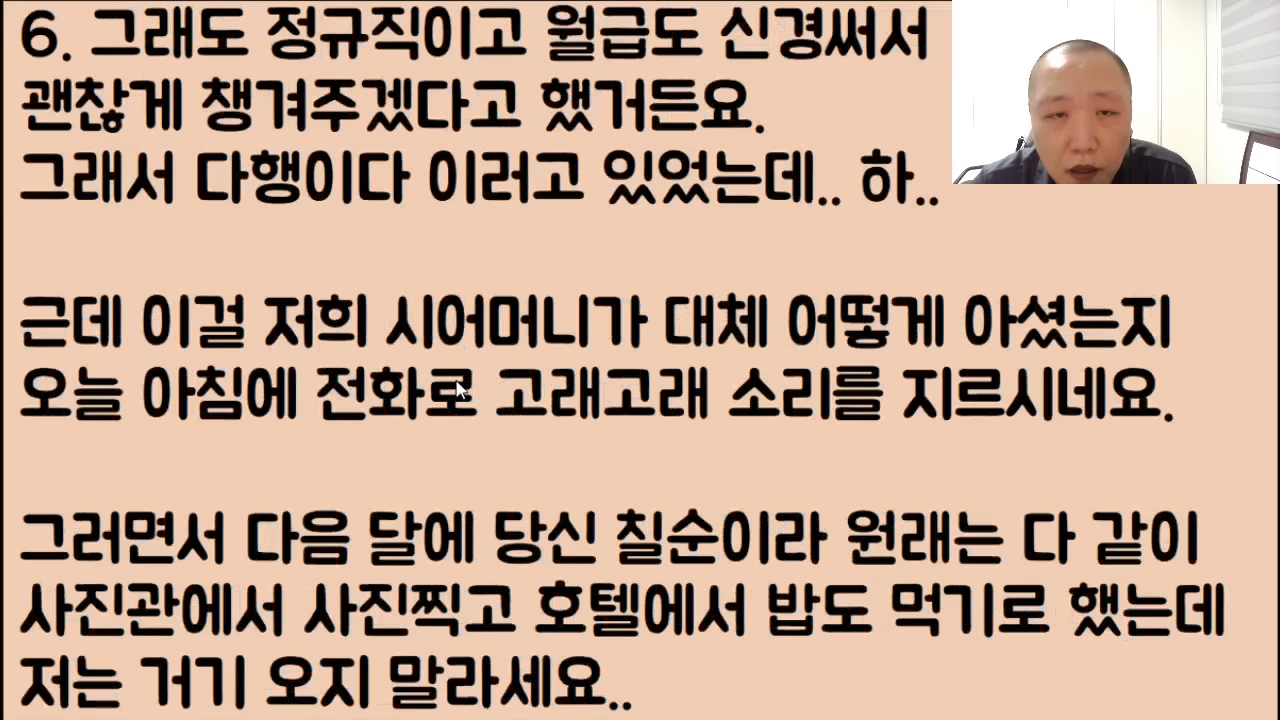 6. 그래도 정규직이고 월급도 신경써서
괜찮게 챙겨주겠다고 했거든요.
그래서 다행이다 이러고 있었는데.. 하..
근데 이걸 저희 시어머니가 대체 어떻게 아셨는지
오늘 아침에 전화로 고래고래 소리를 지르시네요.
그러면서 다음 달에 당신 칠순이라 원래는 다 같이
사진관에서 사진찍고 호텔에서 밥도 먹기로 했는데
저는 거기 오지 말라세요..